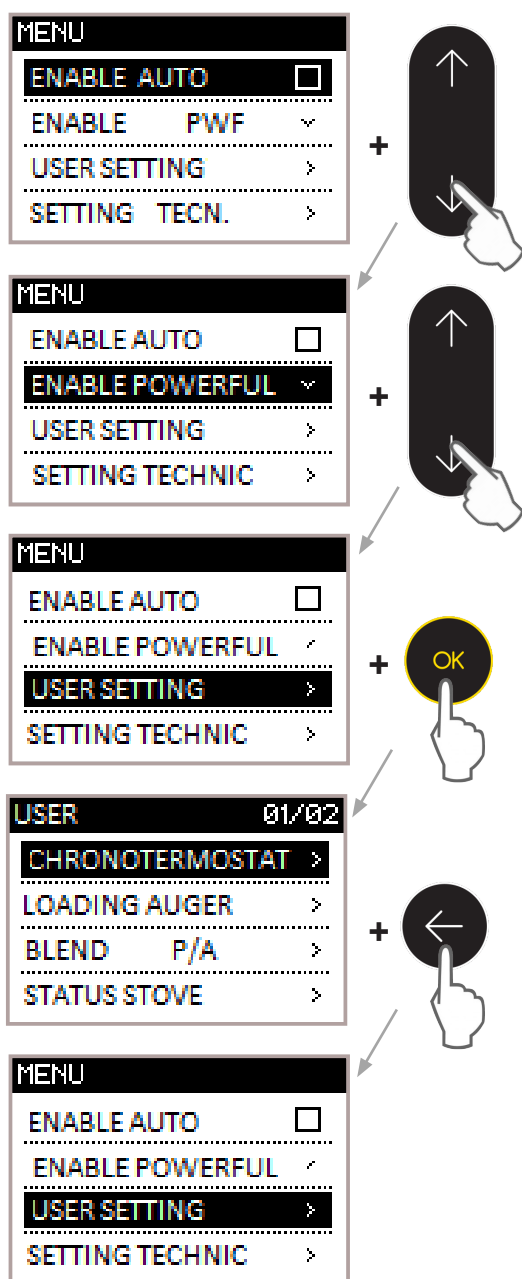 MENU
ENABLE AUTO
ENABLE PWF
USER SETTING >
SETTING TECN. >
+
MENU
ENABLE AUTO
ENABLE POWERFUL
USER SETTING >
SETTING TECHNIC >
+
MENU
ENABLE AUTO
ENABLE POWERFUL
USER SETTING >
SETTING TECHNIC >
+
OK
USER 01/02
CHRONOTERMOSTAT >
LOADING AUGER >
BLEND P/A >
STATUS STOVE >
+
MENU
ENABLE AUTO
ENABLE POWERFUL
USER SETTING >
SETTING TECHNIC >